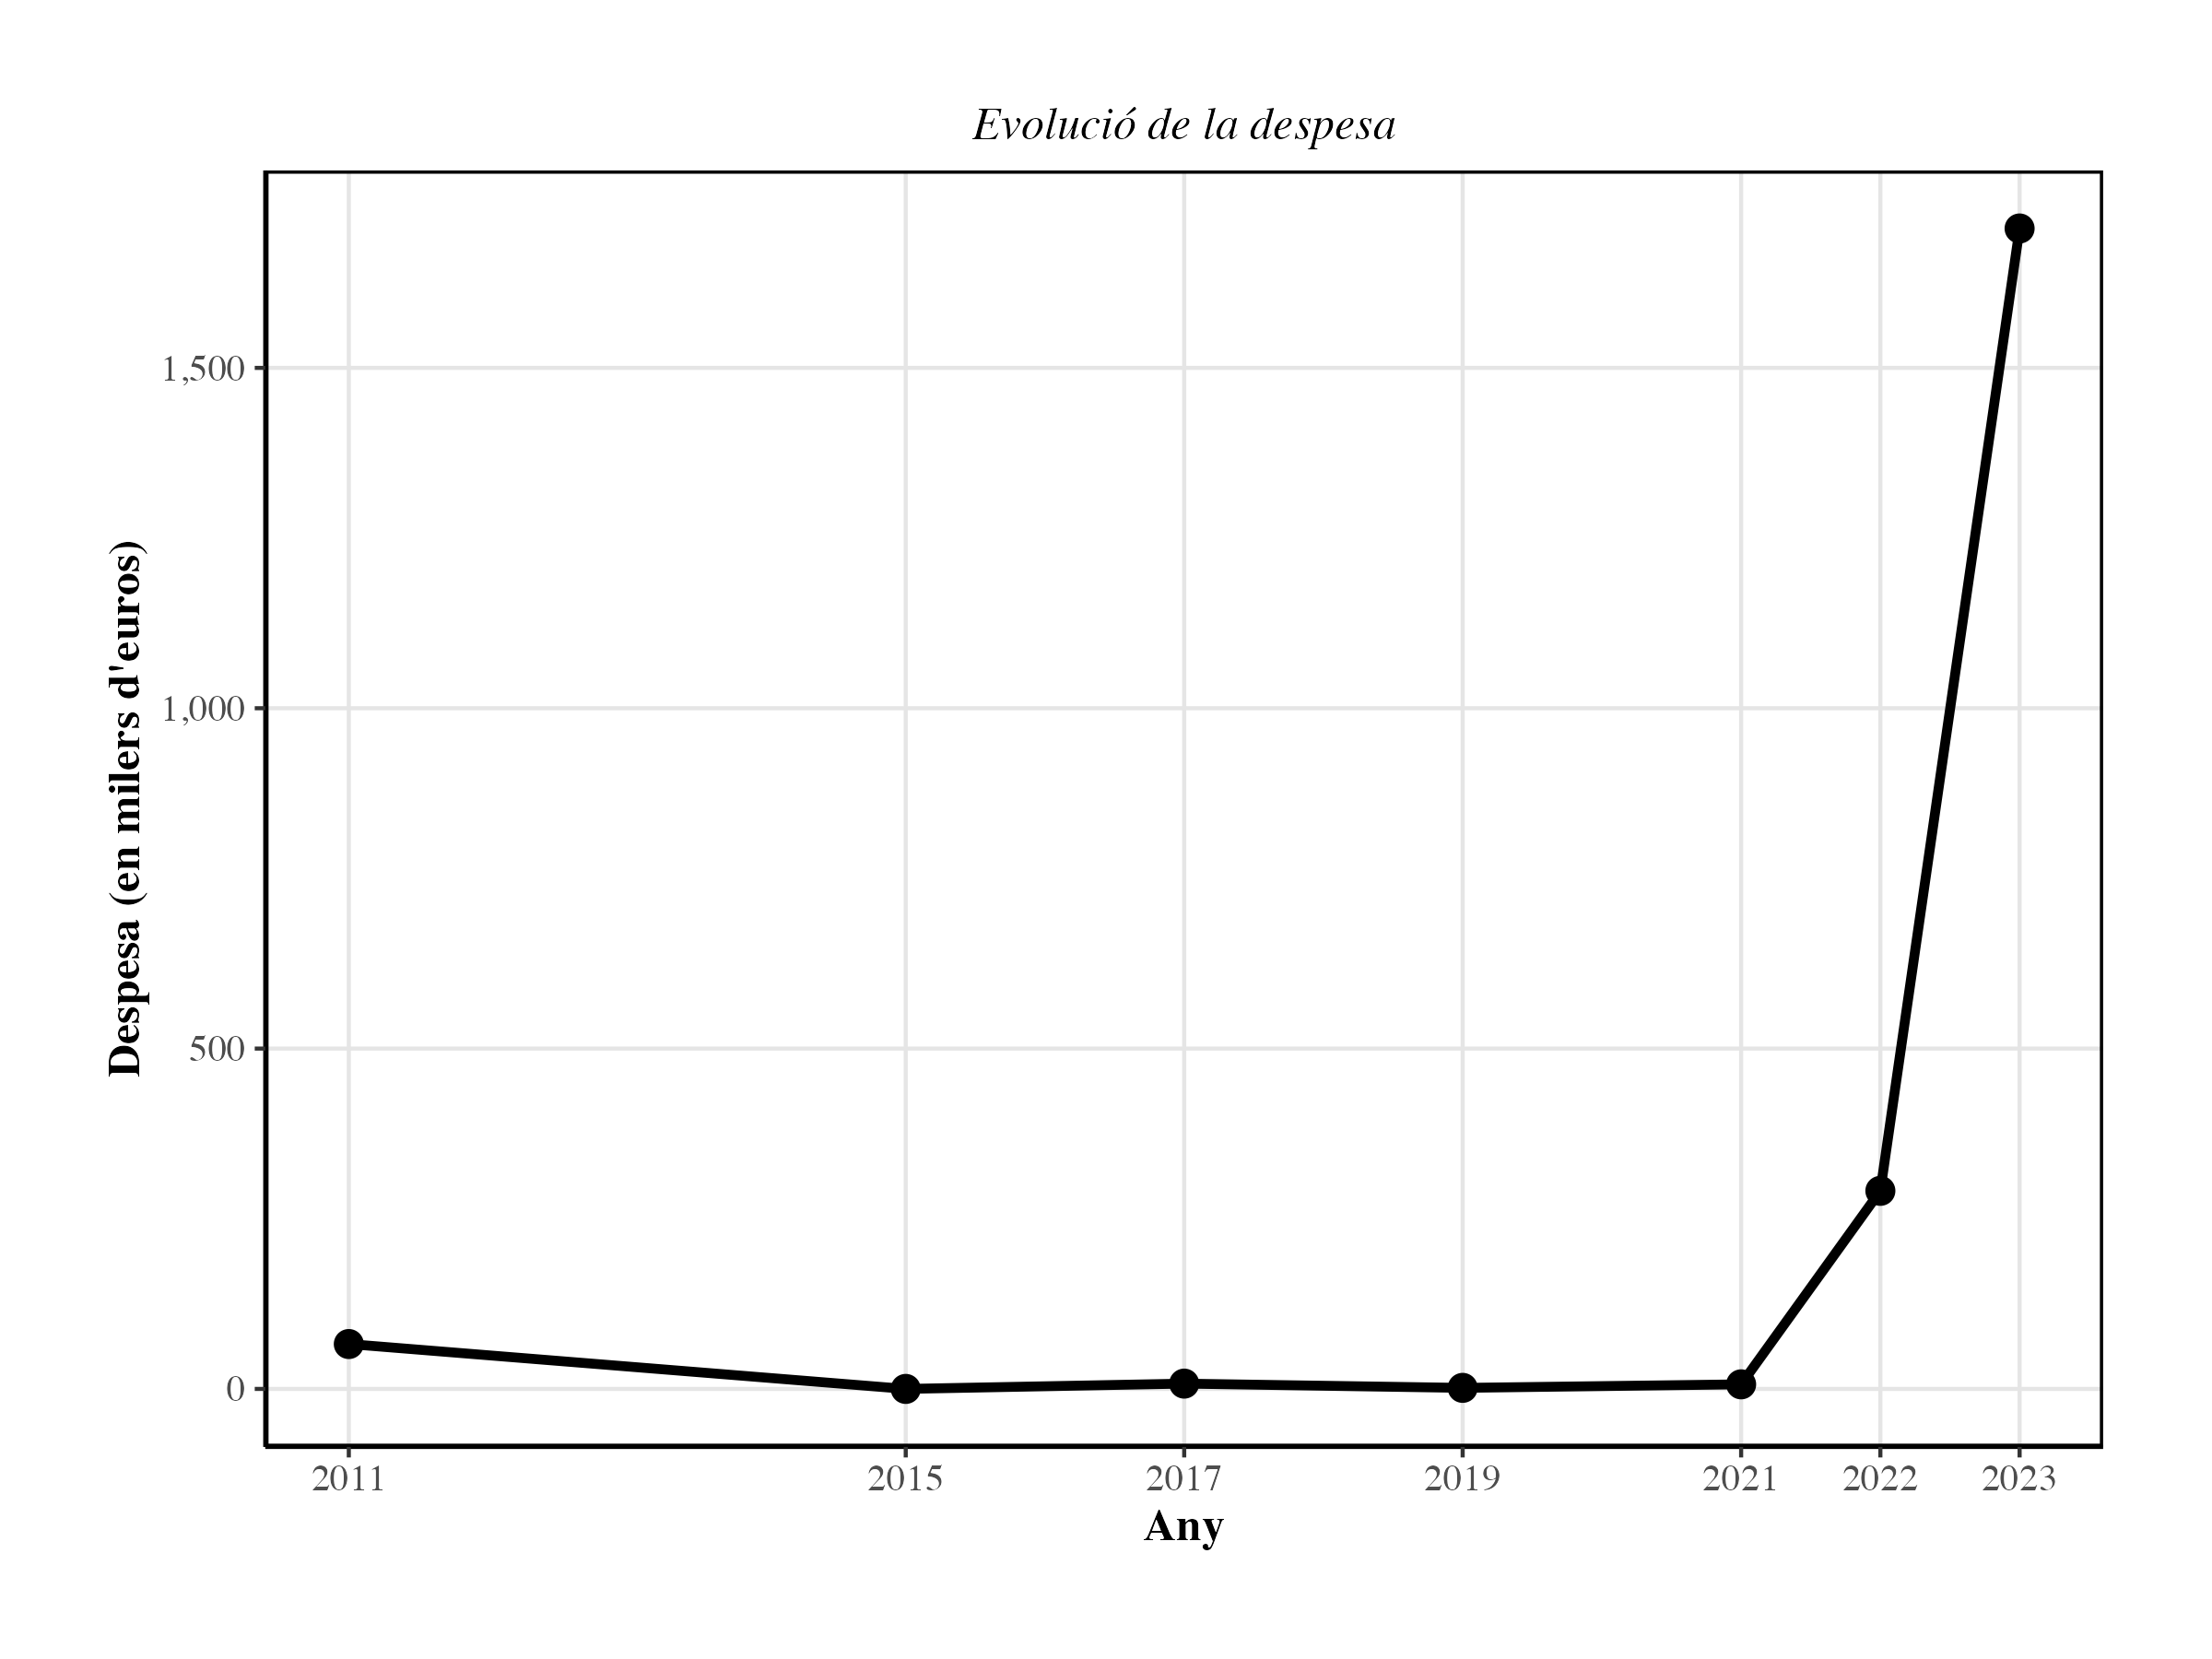 Evolució de la despesa
Despesa (en milers d'euros)
1,500
1,000
500
0
2011 2015 2017 2019 2021 2022 2023
Any